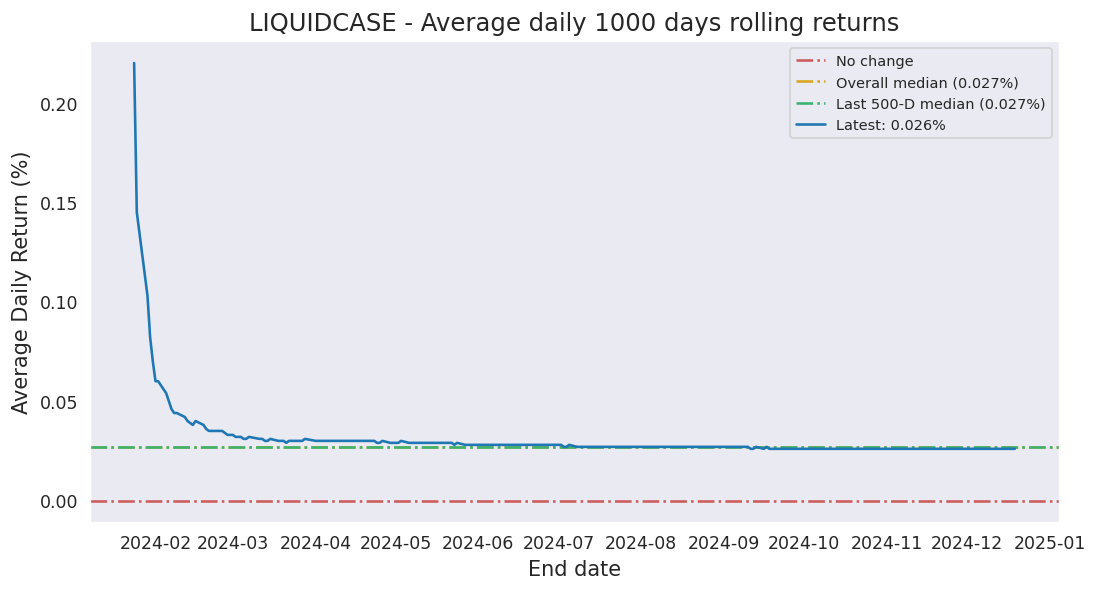 LIQUIDCASE - Average daily 1000 days rolling returns
No change
Overall median (0.027%)
Last 500-D median (0.027%)
Latest: 0.026%
Average Daily Return (%)
0.20
0.15
0.10
0.05
0.00
2024-02 2024-03 2024-04 2024-05 2024-06 2024-07 2024-08 2024-09 2024-10 2024-11 2024-12 2025-01
End date